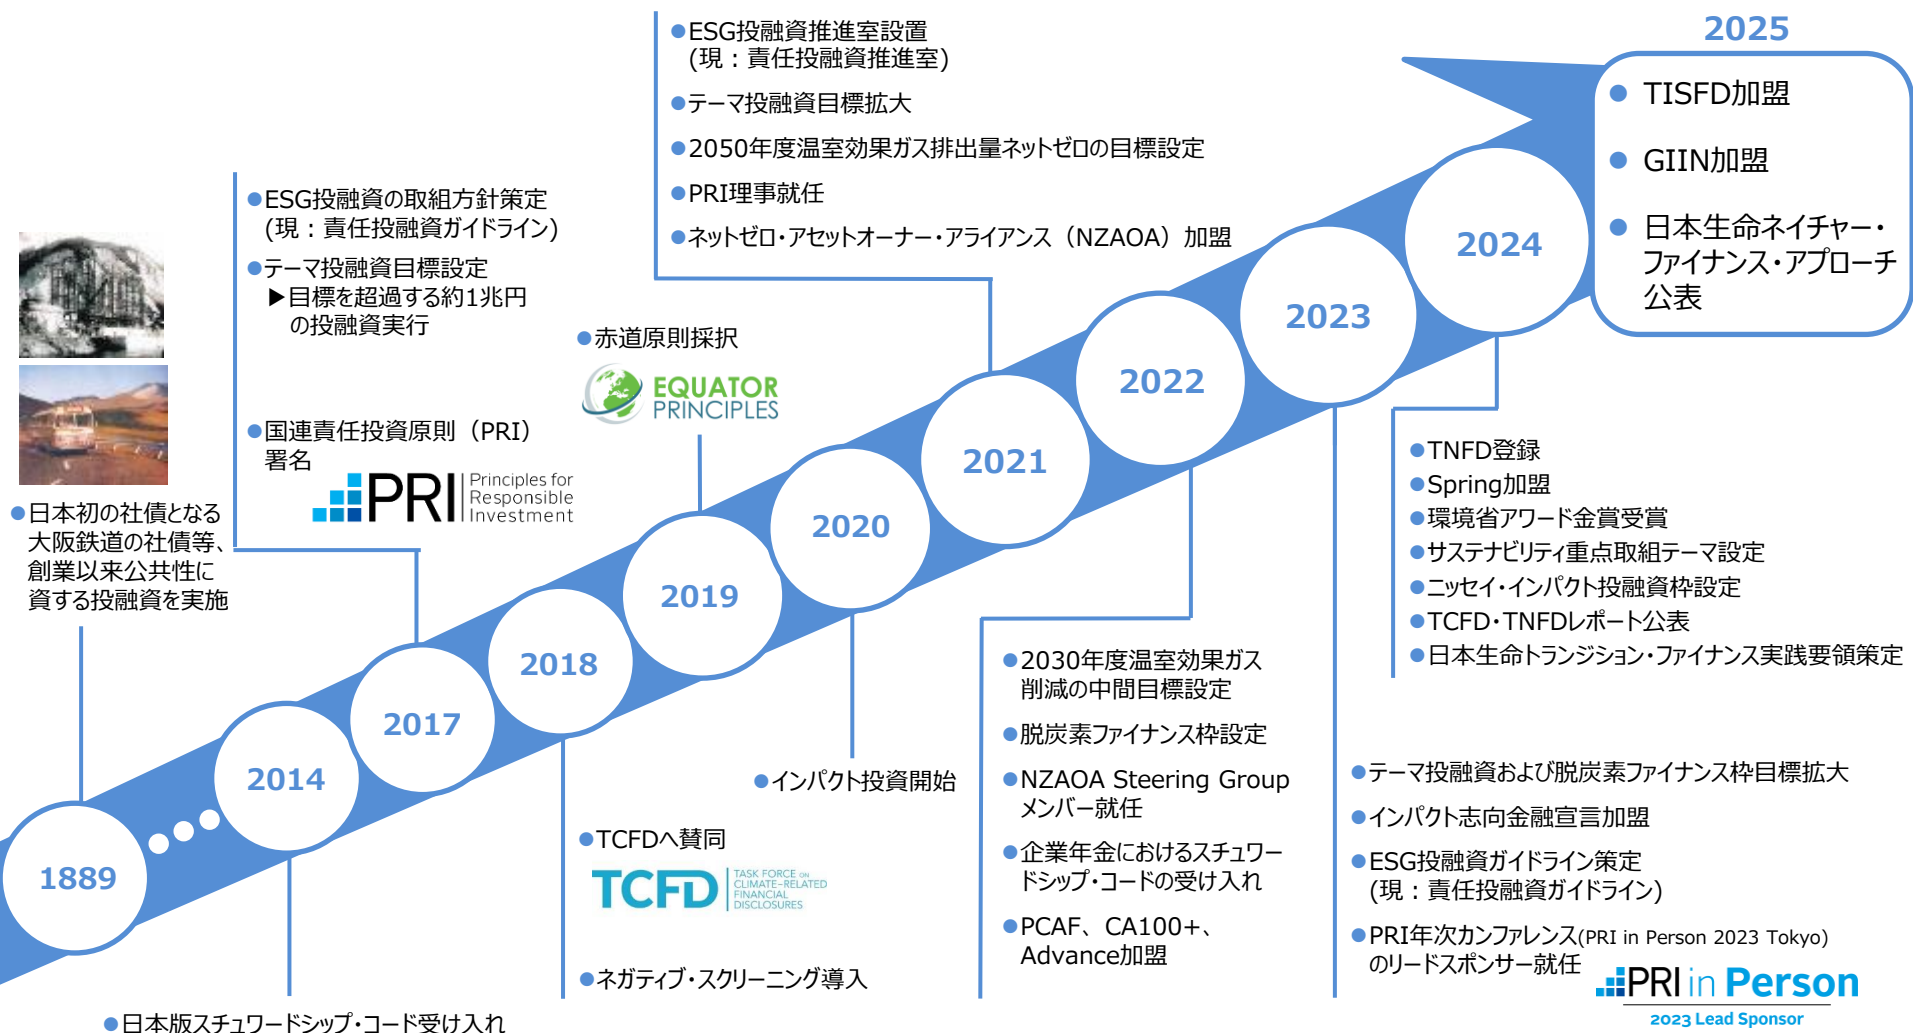 ●日本初の社債となる
大阪鉄道の社債等、
創業以来公共性に
資する投融資を実施
1889
2014
●日本版スチュワードシップ・コード受け入れ
●ESG投融資の取組方針策定
(現：責任投融資ガイドライン)
●テーマ投融資目標設定
▶目標を超過する約1兆円
の投融資実行
●国連責任投資原則（PRI）
署名
PRI
Principles for
Responsible
Investment
2017
2018
●TCFDへ賛同
TCFD
TASK FORCE ON
CLIMATE-RELATED
FINANCIAL
DISCLOSURES
●ネガティブ・スクリーニング導入
●赤道原則採択
EQUATOR
PRINCIPLES
2019
2020
●インパクト投資開始
●ESG投融資推進室設置
(現：責任投融資推進室)
●テーマ投融資目標拡大
●2050年度温室効果ガス排出量ネットゼロの目標設定
●PRI理事就任
●ネットゼロ・アセットオーナー・アライアンス（NZAOA）加盟
2021
2022
●2030年度温室効果ガス
削減の中間目標設定
●脱炭素ファイナンス枠設定
●NZAOA Steering Group
メンバー就任
●企業年金におけるスチュワー
ドシップ・コードの受け入れ
●PCAF、CA100+、
Advance加盟
2023
●テーマ投融資および脱炭素ファイナンス枠目標拡大
●インパクト志向金融宣言加盟
●ESG投融資ガイドライン策定
(現：責任投融資ガイドライン)
●PRI年次カンファレンス(PRI in Person 2023 Tokyo)
のリードスポンサー就任
PRI in Person
2023 Lead Sponsor
2024
●TNFD登録
●Spring加盟
●環境省アワード金賞受賞
●サステナビリティ重点取組テーマ設定
●ニッセイ・インパクト投融資枠設定
●TCFD・TNFDレポート公表
●日本生命トランジション・ファイナンス実践要領策定
2025
● TISFD加盟
● GIIN加盟
● 日本生命ネイチャー・
ファイナンス・アプローチ
公表